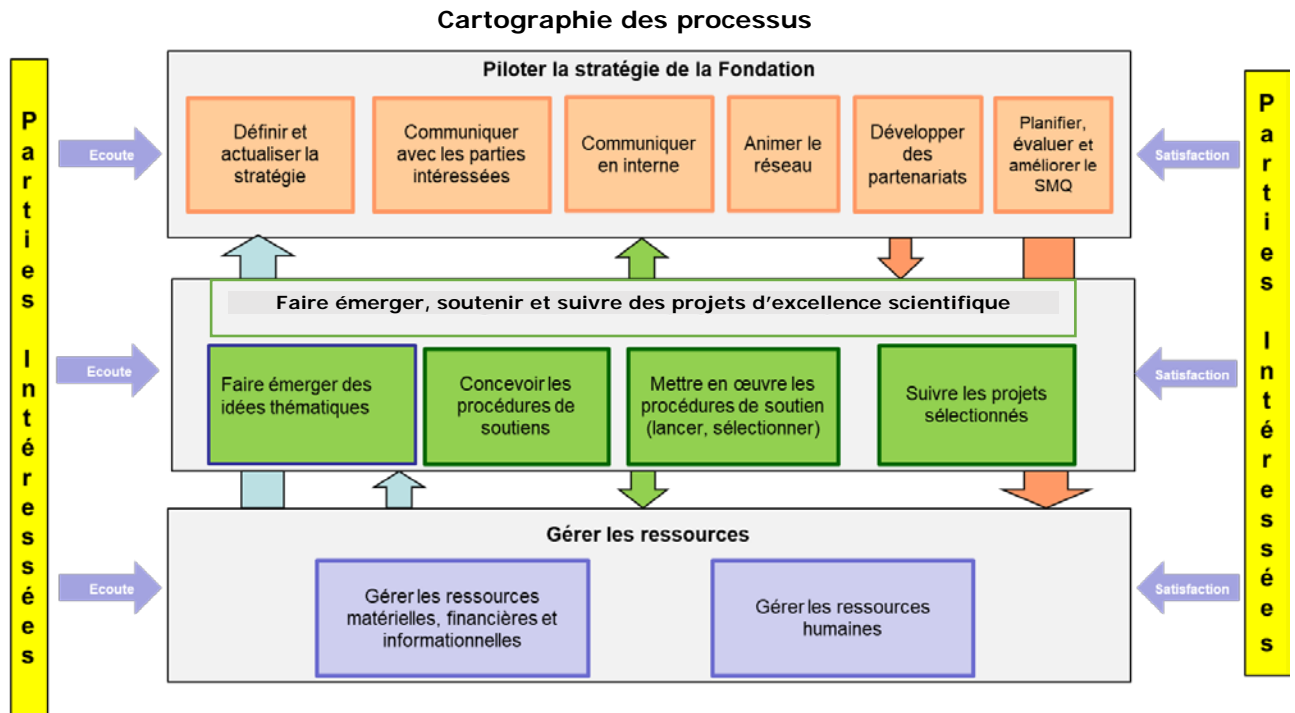 Cartographie des processus
Parties Intéressées
Piloter la stratégie de la Fondation
Définir et
actualiser la
stratégie
Communiquer
avec les parties
intéressées
Communiquer
en interne
Animer le
réseau
Développer
des
partenariats
Planifier,
évaluer et
améliorer le
SMQ
Ecoute
Satisfaction
Faire émerger, soutenir et suivre des projets d’excellence scientifique
Faire émerger des
idées thématiques
Concevoir les
procédures de
soutiens
Mettre en œuvre les
procédures de soutien
(lancer, sélectionner)
Suivre les projets
sélectionnés
Ecoute
Satisfaction
Gérer les ressources
Gérer les ressources
matérielles, financières et
informationnelles
Gérer les ressources
humaines
Ecoute
Satisfaction
Parties Intéressées